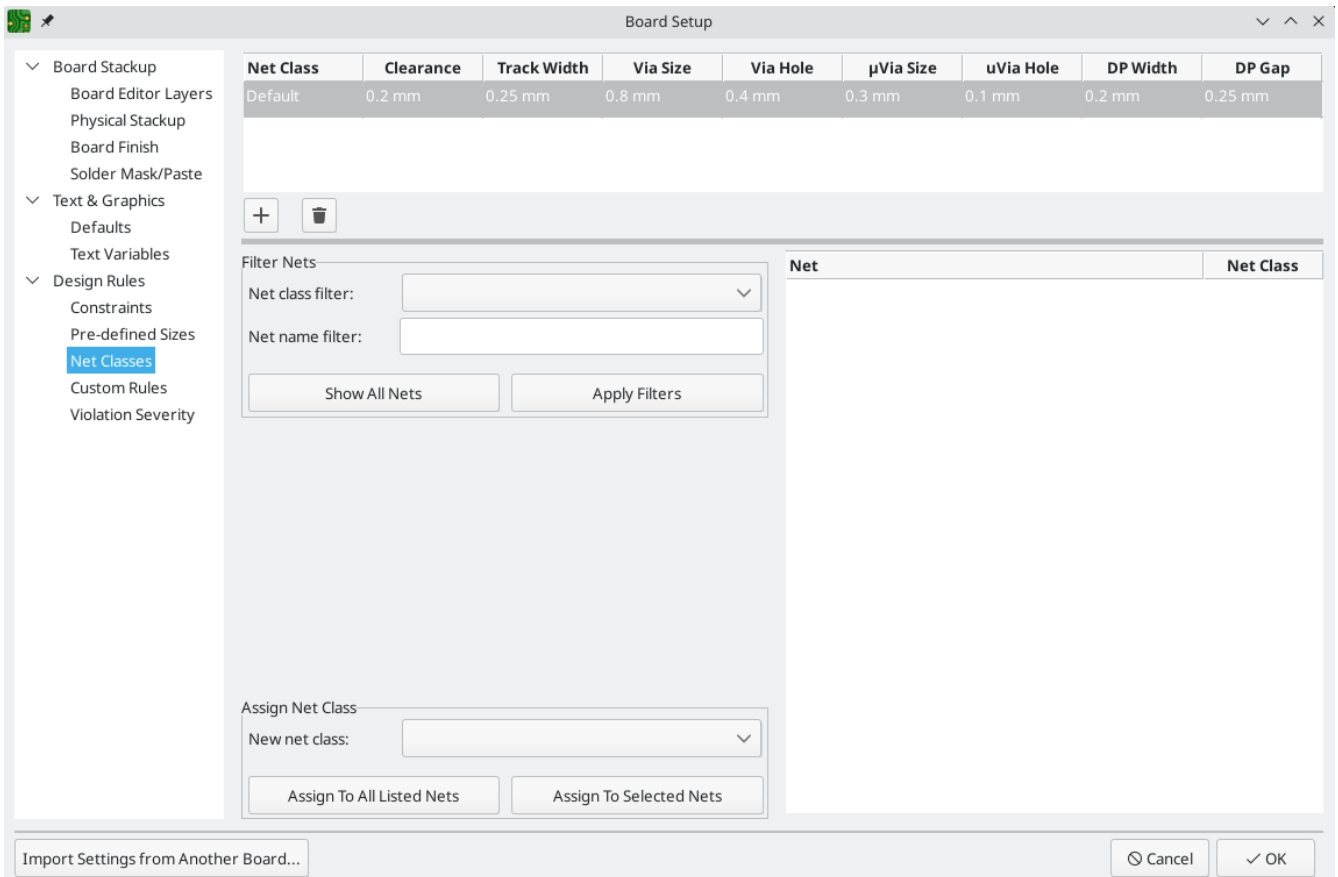 Board Setup
Board Stackup
Board Editor Layers
Physical Stackup
Board Finish
Solder Mask/Paste
Text & Graphics
Defaults
Text Variables
Design Rules
Constraints
Pre-defined Sizes
Net Classes
Custom Rules
Violation Severity
Net Class Clearance Track Width Via Size Via Hole µVia Size uVia Hole DP Width DP Gap
Default 0.2 mm 0.25 mm 0.8 mm 0.4 mm 0.3 mm 0.1 mm 0.2 mm 0.25 mm
Filter Nets
Net class filter:
Net name filter:
Show All Nets Apply Filters
Net Net Class
Assign Net Class
New net class:
Assign To All Listed Nets Assign To Selected Nets
Import Settings from Another Board... Cancel OK